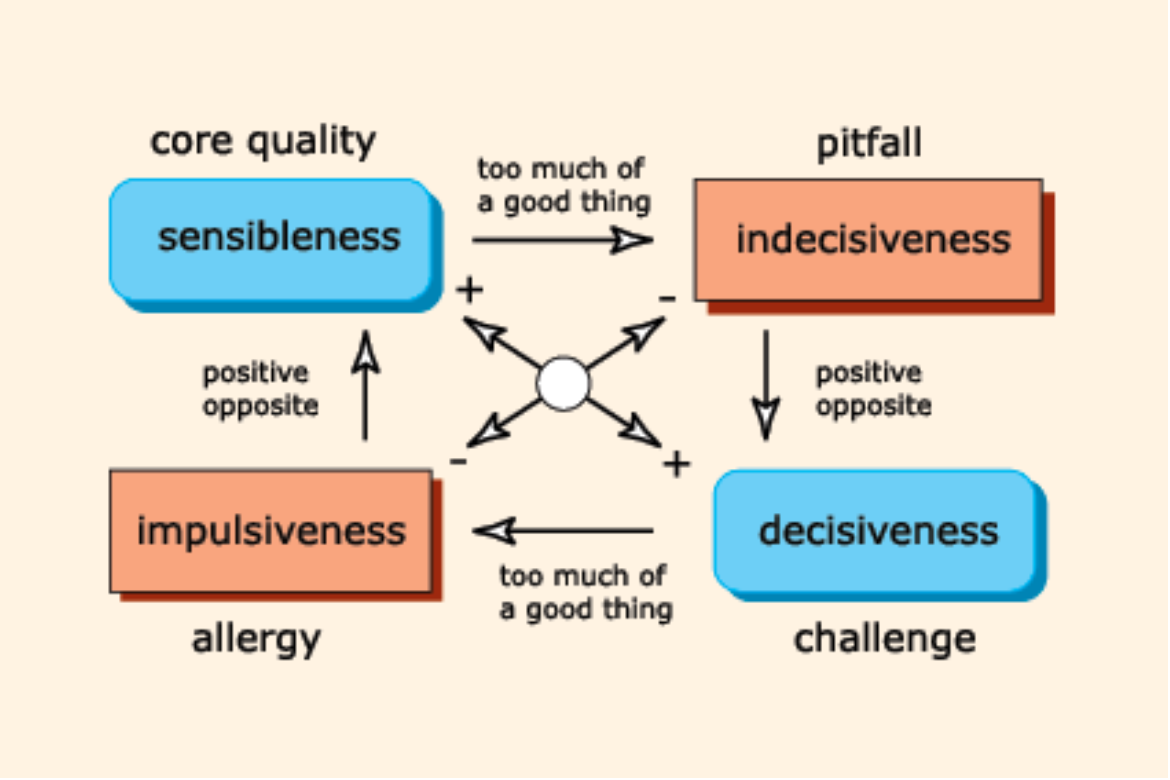 core quality
pitfall
too much of
a good thing
sensibleness
indecisiveness
+
-
positive
opposite
positive
opposite
-
+
impulsiveness
decisiveness
too much of
a good thing
allergy
challenge